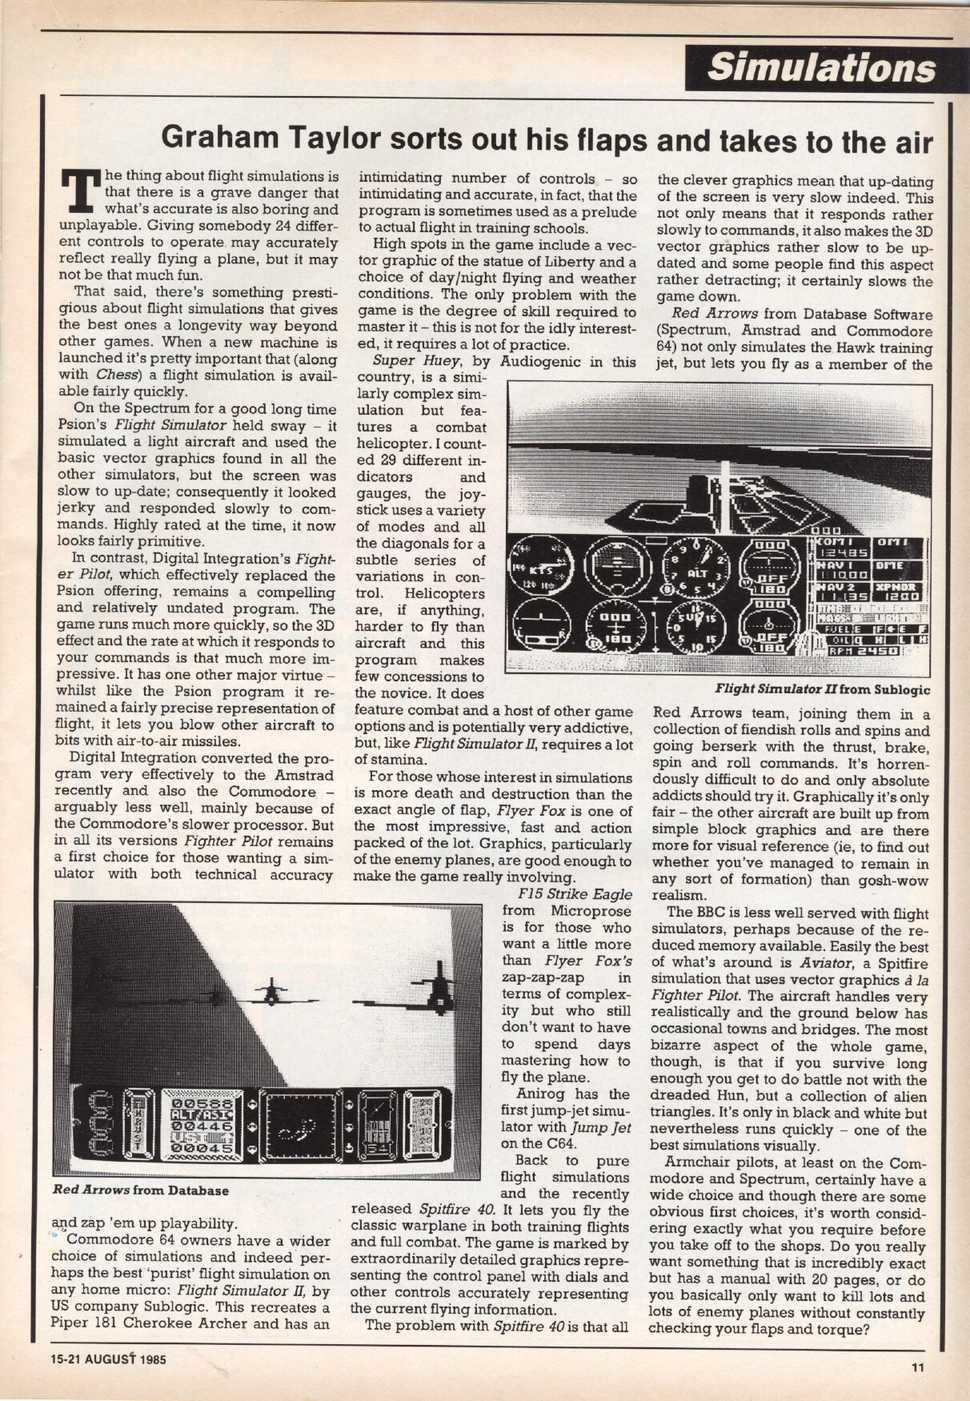 Simulations
Graham Taylor sorts out his flaps and takes to the air
The thing about flight simulations is
that there is a grave danger that
what's accurate is also boring and
unplayable. Giving somebody 24 differ-
ent controls to operate may accurately
reflect really flying a plane, but it may
not be that much fun.
That said, there's something presti-
gious about flight simulations that gives
the best ones a longevity way beyond
other games. When a new machine is
launched it's pretty important that (along
with Chess) a flight simulation is avail-
able fairly quickly.
On the Spectrum for a good long time
Psion's Flight Simulator held sway – it
simulated a light aircraft and used the
basic vector graphics found in all the
other simulators, but the screen was
slow to up-date; consequently it looked
jerky and responded slowly to com-
mands. Highly rated at the time, it now
looks fairly primitive.
In contrast, Digital Integration's Fight-
er Pilot, which effectively replaced the
Psion offering, remains a compelling
and relatively undated program. The
game runs much more quickly, so the 3D
effect and the rate at which it responds to
your commands is that much more im-
pressive. It has one other major virtue –
whilst like the Psion program it re-
mained a fairly precise representation of
flight, it lets you blow other aircraft to
bits with air-to-air missiles.
Digital Integration converted the pro-
gram very effectively to the Amstrad
recently and also the Commodore –
arguably less well, mainly because of
the Commodore's slower processor. But
in all its versions Fighter Pilot remains
a first choice for those wanting a sim-
ulator with both technical accuracy
00588
ALT/ASI
00446
00045
THRUST
54
Red Arrows from Database
and zap 'em up playability.
Commodore 64 owners have a wider
choice of simulations and indeed per-
haps the best 'purist' flight simulation on
any home micro: Flight Simulator II, by
US company Sublogic. This recreates a
Piper 181 Cherokee Archer and has an
intimidating number of controls – so
intimidating and accurate, in fact, that the
program is sometimes used as a prelude
to actual flight in training schools.
High spots in the game include a vec-
tor graphic of the statue of Liberty and a
choice of day/night flying and weather
conditions. The only problem with the
game is the degree of skill required to
master it – this is not for the idly interest-
ed, it requires a lot of practice.
Super Huey, by Audiogenic in this
country, is a simi-
larly complex sim-
ulation but fea-
tures a combat
helicopter. I count-
ed 29 different in-
dicators and
gauges, the joy-
stick uses a variety
of modes and all
the diagonals for a
subtle series of
variations in con-
trol. Helicopters
are, if anything,
harder to fly than
aircraft and this
program makes
few concessions to
the novice. It does
feature combat and a host of other game
options and is potentially very addictive,
but, like Flight Simulator II, requires a lot
of stamina.
For those whose interest in simulations
is more death and destruction than the
exact angle of flap, Flyer Fox is one of
the most impressive, fast and action
packed of the lot. Graphics, particularly
of the enemy planes, are good enough to
make the game really involving.
F15 Strike Eagle
from Microprose
is for those who
want a little more
than Flyer Fox's
zap-zap-zap in
terms of complex-
ity but who still
don't want to have
to spend days
mastering how to
fly the plane.
Anirog has the
first jump-jet simu-
lator with Jump Jet
on the C64.
Back to pure
flight simulations
and the recently
released Spitfire 40. It lets you fly the
classic warplane in both training flights
and full combat. The game is marked by
extraordinarily detailed graphics repre-
senting the control panel with dials and
other controls accurately representing
the current flying information.
The problem with Spitfire 40 is that all
the clever graphics mean that up-dating
of the screen is very slow indeed. This
not only means that it responds rather
slowly to commands, it also makes the 3D
vector graphics rather slow to be up-
dated and some people find this aspect
rather detracting; it certainly slows the
game down.
Red Arrows from Database Software
(Spectrum, Amstrad and Commodore
64) not only simulates the Hawk training
jet, but lets you fly as a member of the
KTS
ALT
000
OFF
180
NAV 1
DME
NAV 2
XPNDR
1200
FUEL
OIL
RPM 2450
Flight Simulator II from Sublogic
Red Arrows team, joining them in a
collection of fiendish rolls and spins and
going berserk with the thrust, brake,
spin and roll commands. It's horren-
dously difficult to do and only absolute
addicts should try it. Graphically it's only
fair – the other aircraft are built up from
simple block graphics and are there
more for visual reference (ie, to find out
whether you've managed to remain in
any sort of formation) than gosh-wow
realism.
The BBC is less well served with flight
simulators, perhaps because of the re-
duced memory available. Easily the best
of what's around is Aviator, a Spitfire
simulation that uses vector graphics à la
Fighter Pilot. The aircraft handles very
realistically and the ground below has
occasional towns and bridges. The most
bizarre aspect of the whole game,
though, is that if you survive long
enough you get to do battle not with the
dreaded Hun, but a collection of alien
triangles. It's only in black and white but
nevertheless runs quickly – one of the
best simulations visually.
Armchair pilots, at least on the Com-
modore and Spectrum, certainly have a
wide choice and though there are some
obvious first choices, it's worth consid-
ering exactly what you require before
you take off to the shops. Do you really
want something that is incredibly exact
but has a manual with 20 pages, or do
you basically only want to kill lots and
lots of enemy planes without constantly
checking your flaps and torque?
15-21 AUGUST 1985
11